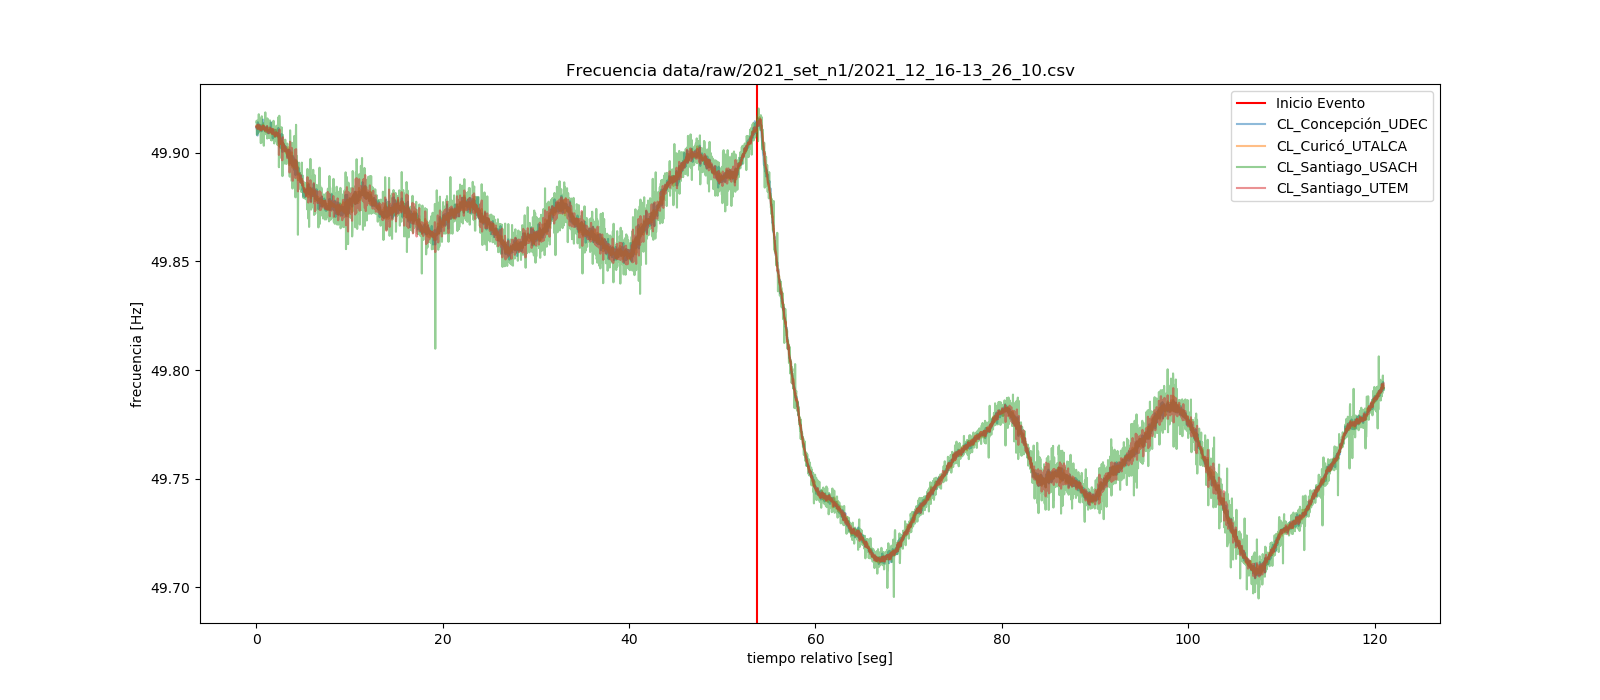 Frecuencia data/raw/2021_set_n1/2021_12_16-13_26_10.csv
Inicio Evento
CL_Concepción_UDEC
CL_Curicó_UTALCA
CL_Santiago_USACH
CL_Santiago_UTEM
frecuencia [Hz]
49.90
49.85
49.80
49.75
49.70
0 20 40 60 80 100 120
tiempo relativo [seg]